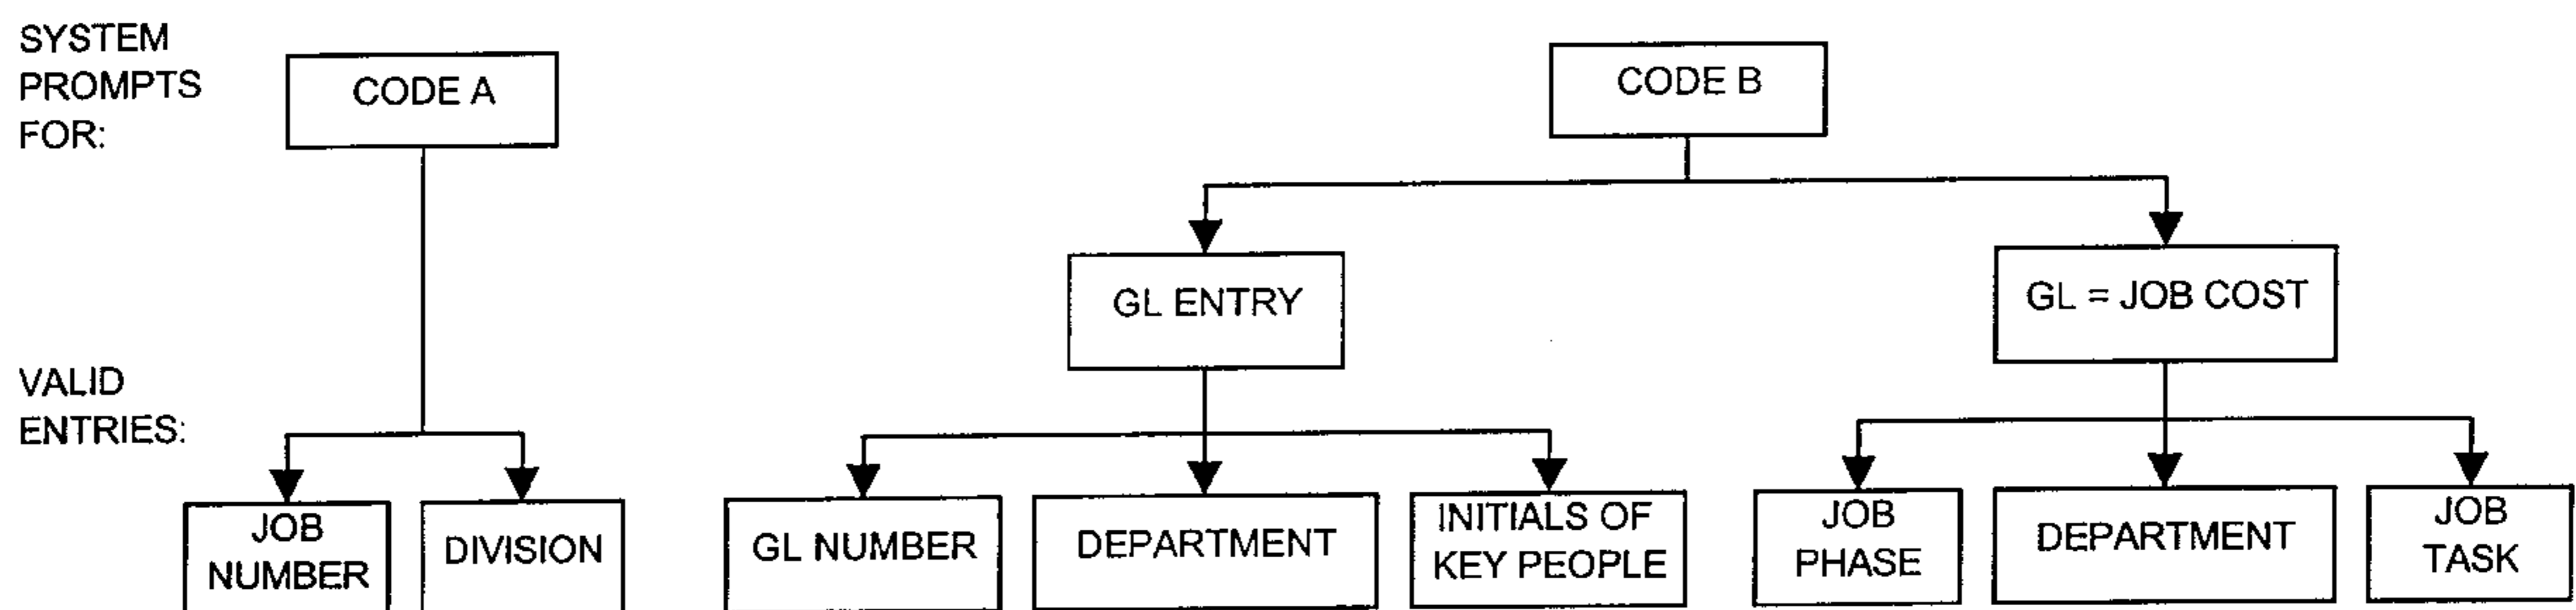 SYSTEM
PROMPTS
FOR:
CODE A
CODE B
GL ENTRY
GL = JOB COST
VALID
ENTRIES:
JOB
NUMBER
DIVISION
GL NUMBER
DEPARTMENT
INITIALS OF
KEY PEOPLE
JOB
PHASE
DEPARTMENT
JOB
TASK